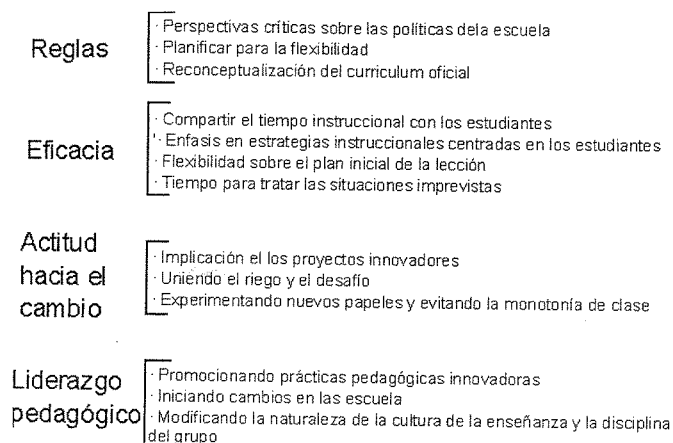 Reglas
· Perspectivas críticas sobre las políticas dela escuela
· Planificar para la flexibilidad
· Reconceptualización del curriculum oficial
Eficacia
· Compartir el tiempo instruccional con los estudiantes
· Enfasis en estrategias instruccionales centradas en los estudiantes
· Flexibilidad sobre el plan inicial de la lección
· Tiempo para tratar las situaciones imprevistas
Actitud
hacia el
cambio
· Implicación el los proyectos innovadores
· Uniendo el riego y el desafío
· Experimentando nuevos papeles y evitando la monotonía de clase
Liderazgo
pedagógico
· Promocionando prácticas pedagógicas innovadoras
· Iniciando cambios en las escuela
· Modificando la naturaleza de la cultura de la enseñanza y la disciplina
del grupo